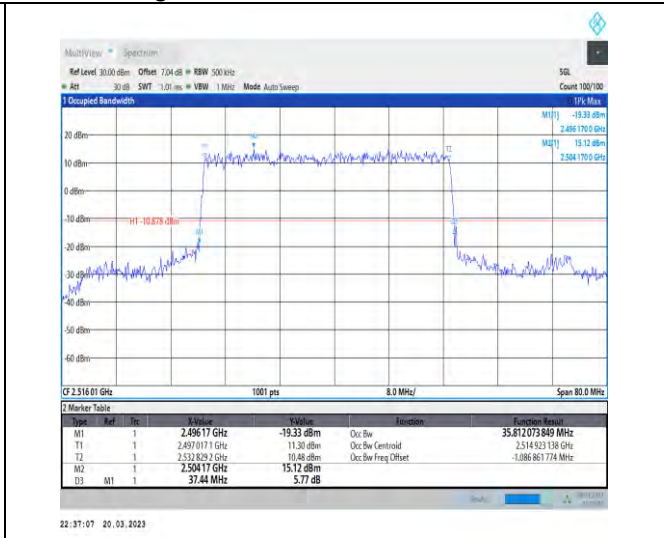 MultiView Spectrum
Ref Level 30.00 dBm Offset 7.04 dB RBW 500 kHz SGL
Att 30 dB SWT 1.01 ms VBW 1 MHz Mode Auto Sweep Count 100/100
1 Occupied Bandwidth 1Pk Max
M1[1] -19.33 dBm
2.496 170 0 GHz
M2[1] 15.12 dBm
2.504 170 0 GHz
20 dBm
T2
10 dBm
0 dBm
-10 dBm
H1 -10.878 dBm
-20 dBm
-30 dBm
-40 dBm
-50 dBm
-60 dBm
CF 2.516 01 GHz 1001 pts 8.0 MHz/ Span 80.0 MHz
2 Marker Table
Type Ref Trc X-Value Y-Value Function Function Result
M1 1 2.496 17 GHz -19.33 dBm Occ Bw 35.812 073 849 MHz
T1 1 2.497 017 1 GHz 11.30 dBm Occ Bw Centroid 2.514 923 138 GHz
T2 1 2.532 829 2 GHz 10.48 dBm Occ Bw Freq Offset -1.086 861 774 MHz
M2 1 2.504 17 GHz 15.12 dBm
D3 M1 1 37.44 MHz 5.77 dB
22:37:07 20.03.2023